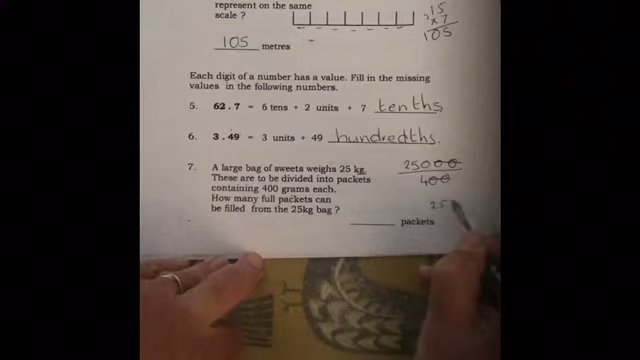 represent on the same
scale ?
15
x 7
105
105 metres
Each digit of a number has a value. Fill in the missing
values in the following numbers.
5. 62.7 = 6 tens + 2 units + 7 tenths
6. 3.49 = 3 units + 49 hundredths.
7. A large bag of sweets weighs 25 kg.
These are to be divided into packets
containing 400 grams each.
How many full packets can
be filled from the 25kg bag ?
25000
400
25
packets